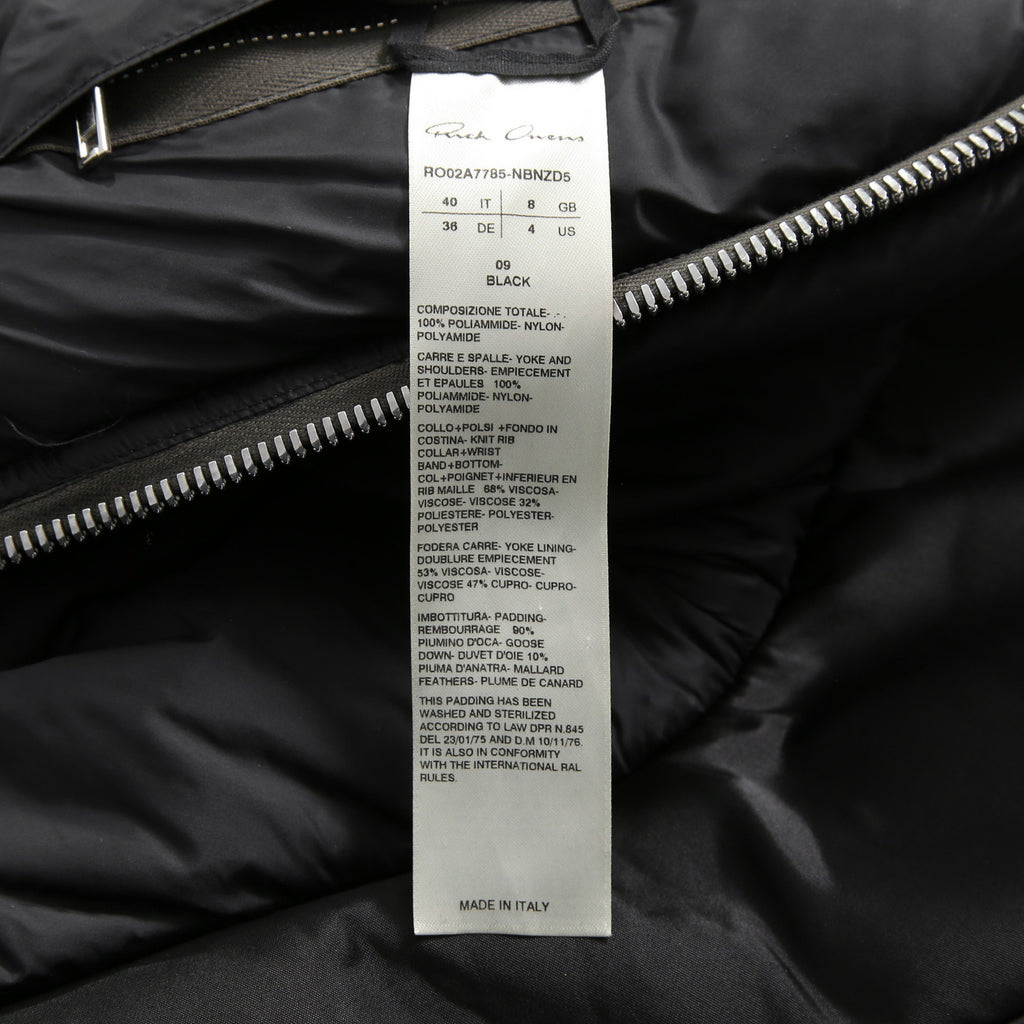 Rick Owens
RO02A7785-NBNZD5
40 IT 8 GB
36 DE 4 US
09
BLACK
COMPOSIZIONE TOTALE- . .
100% POLIAMMIDE- NYLON-
POLYAMIDE
CARRE E SPALLE- YOKE AND
SHOULDERS- EMPIECEMENT
ET EPAULES 100%
POLIAMMIDE- NYLON-
POLYAMIDE
COLLO+POLSI +FONDO IN
COSTINA- KNIT RIB
COLLAR+WRIST
BAND+BOTTOM-
COL+POIGNET+INFERIEUR EN
RIB MAILLE 68% VISCOSA-
VISCOSE- VISCOSE 32%
POLIESTERE- POLYESTER-
POLYESTER
FODERA CARRE- YOKE LINING-
DOUBLURE EMPIECEMENT
53% VISCOSA- VISCOSE-
VISCOSE 47% CUPRO- CUPRO-
CUPRO
IMBOTTITURA- PADDING-
REMBOURRAGE 90%
PIUMINO D'OCA- GOOSE
DOWN- DUVET D'OIE 10%
PIUMA D'ANATRA- MALLARD
FEATHERS- PLUME DE CANARD
THIS PADDING HAS BEEN
WASHED AND STERILIZED
ACCORDING TO LAW DPR N.845
DEL 23/01/75 AND D.M 10/11/76.
IT IS ALSO IN CONFORMITY
WITH THE INTERNATIONAL RAL
RULES.
MADE IN ITALY